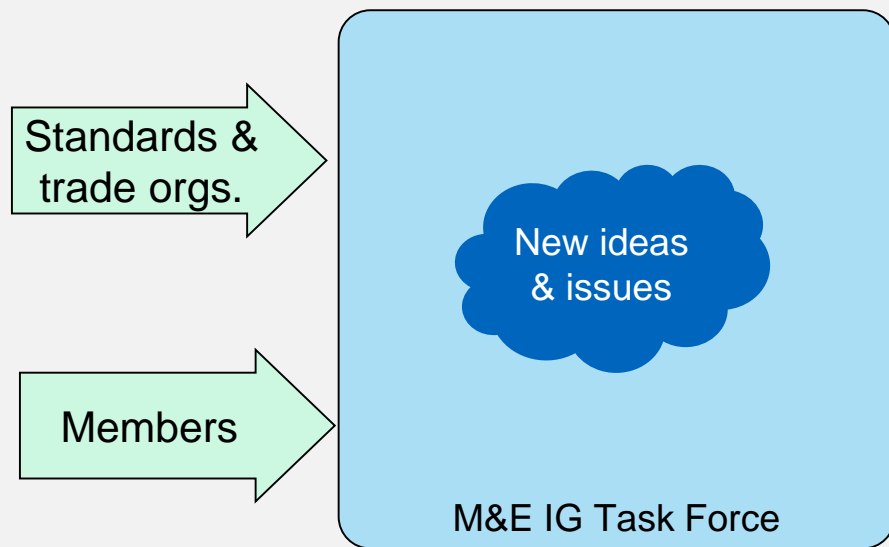 Standards &
trade orgs.
New ideas
& issues
Members
M&E IG Task Force